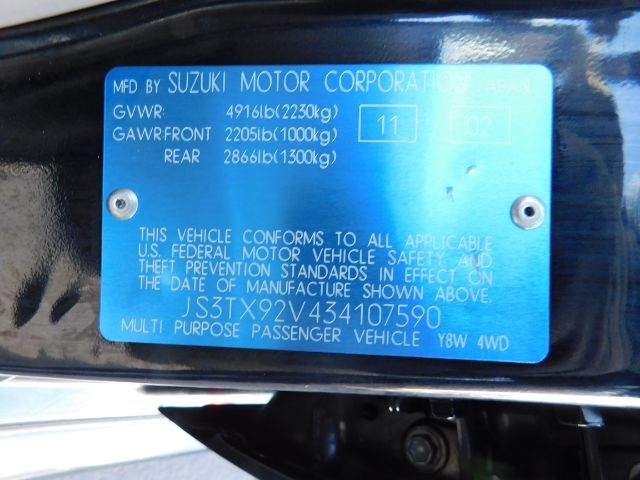 MFD BY SUZUKI MOTOR CORPORATION JAPAN
GVWR: 4916lb(2230kg) 11 / 02
GAWR:FRONT 2205lb(1000kg)
REAR 2866lb(1300kg)
THIS VEHICLE CONFORMS TO ALL APPLICABLE
U.S. FEDERAL MOTOR VEHICLE SAFETY AND
THEFT PREVENTION STANDARDS IN EFFECT ON
THE DATE OF MANUFACTURE SHOWN ABOVE.
JS3TX92V434107590
MULTI PURPOSE PASSENGER VEHICLE Y8W 4WD